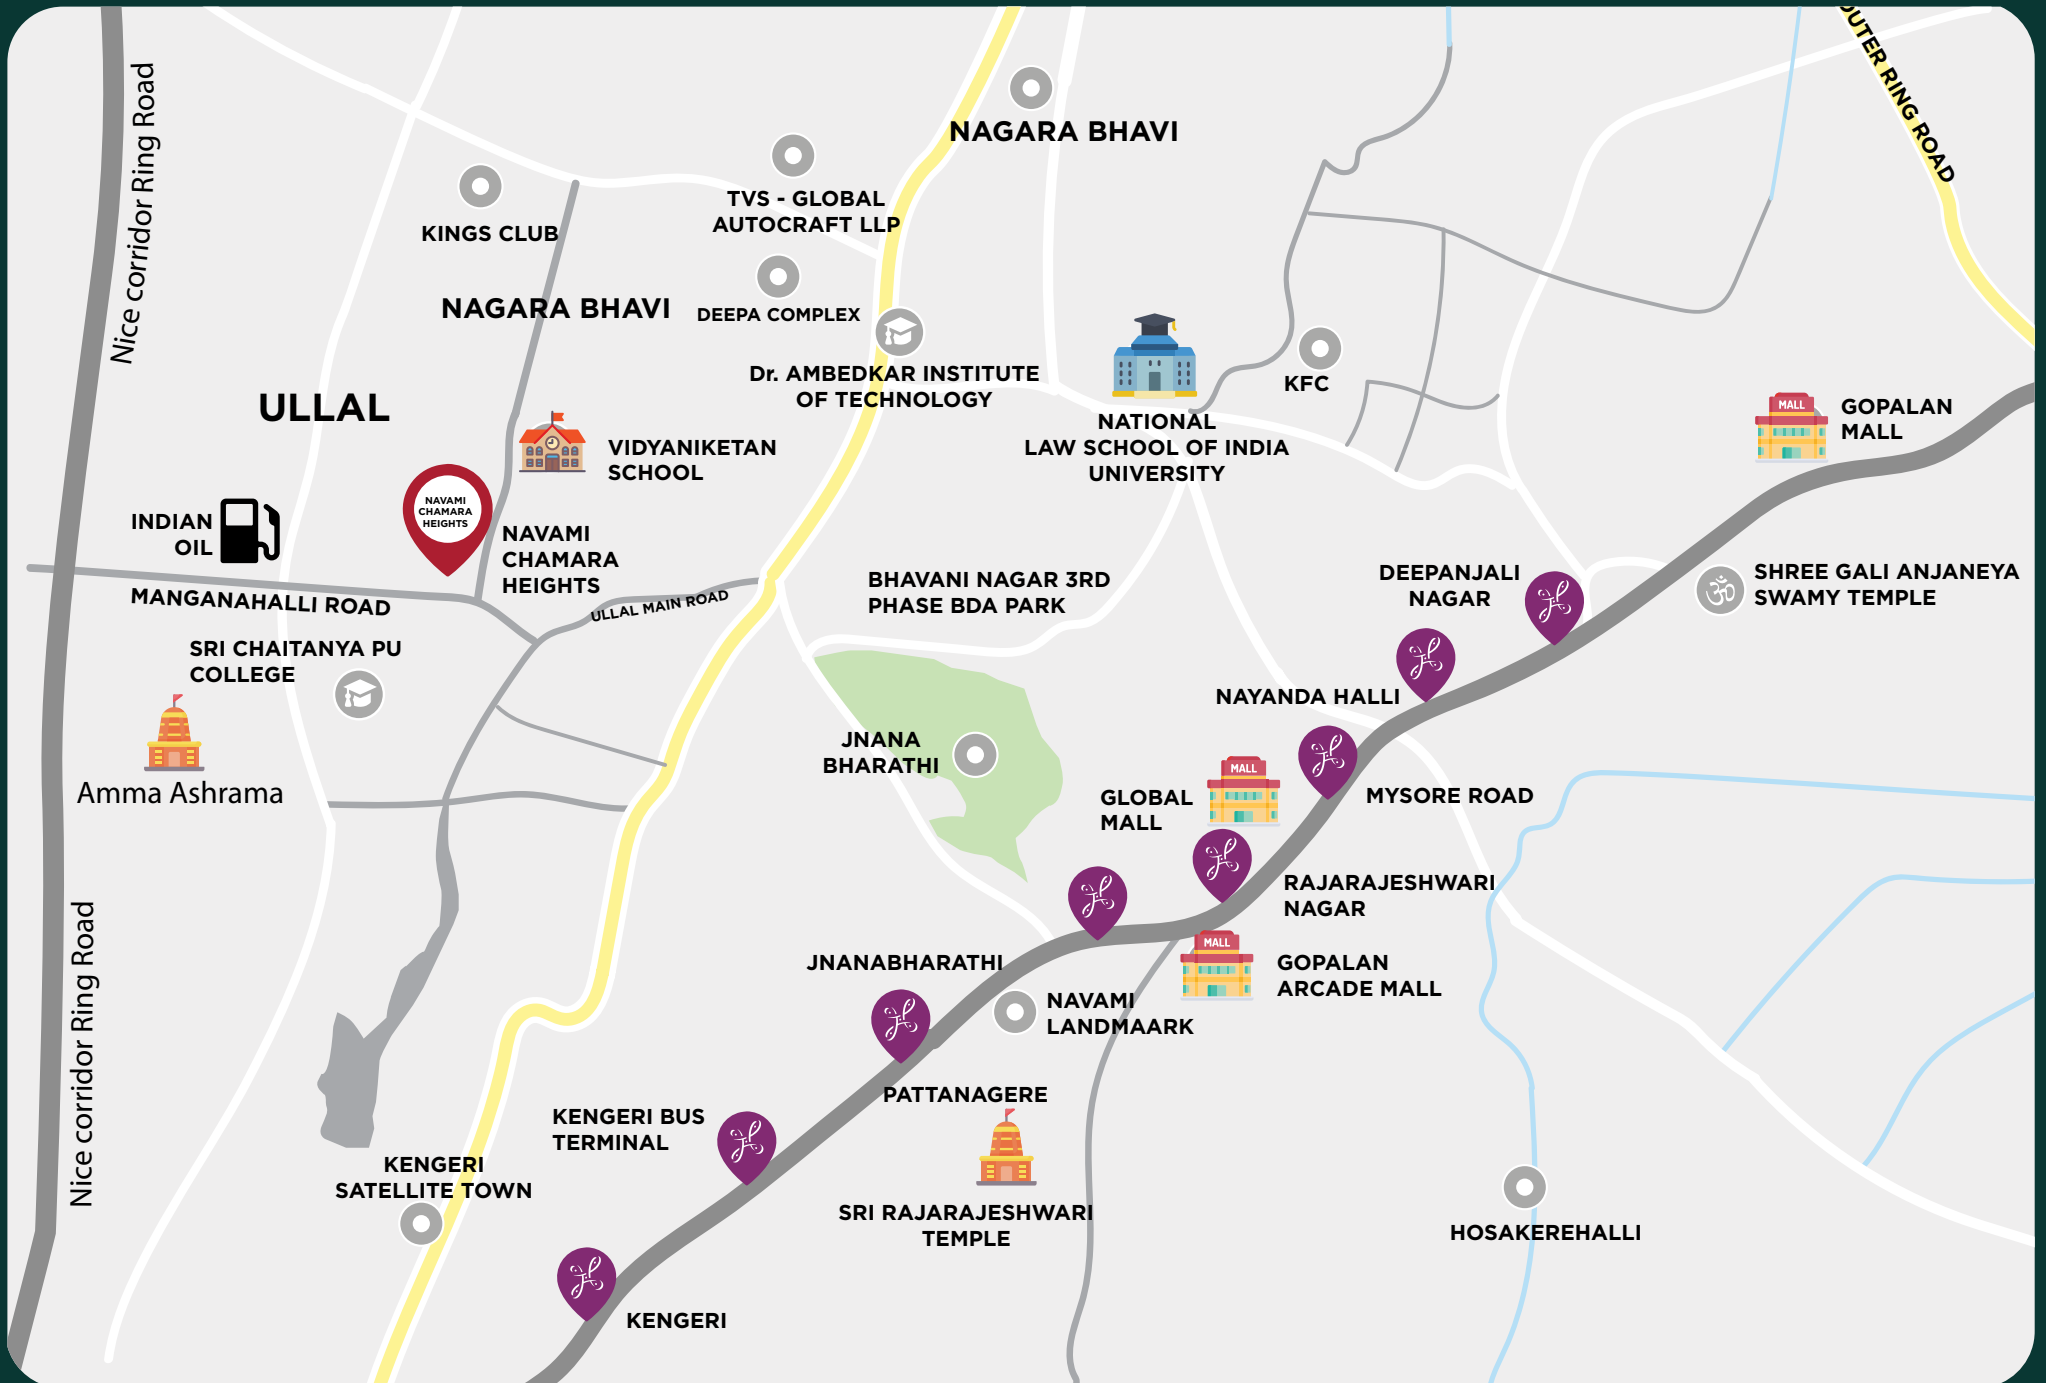 OUTER RING ROAD
Nice corridor Ring Road
NAGARA BHAVI
KINGS CLUB
TVS - GLOBAL
AUTOCRAFT LLP
NAGARA BHAVI
DEEPA COMPLEX
Dr. AMBEDKAR INSTITUTE
OF TECHNOLOGY
KFC
ULLAL
NATIONAL
LAW SCHOOL OF INDIA
UNIVERSITY
MALL
GOPALAN
MALL
VIDYANIKETAN
SCHOOL
INDIAN
OIL
NAVAMI
CHAMARA
HEIGHTS
NAVAMI
CHAMARA
HEIGHTS
MANGANAHALLI ROAD
ULLAL MAIN ROAD
BHAVANI NAGAR 3RD
PHASE BDA PARK
DEEPANJALI
NAGAR
SHREE GALI ANJANEYA
SWAMY TEMPLE
ॐ
SRI CHAITANYA PU
COLLEGE
NAYANDA HALLI
JNANA
BHARATHI
MALL
GLOBAL
MALL
MYSORE ROAD
Amma Ashrama
RAJARAJESHWARI
NAGAR
Nice corridor Ring Road
JNANABHARATHI
MALL
GOPALAN
ARCADE MALL
NAVAMI
LANDMAARK
PATTANAGERE
KENGERI BUS
TERMINAL
KENGERI
SATELLITE TOWN
SRI RAJARAJESHWARI
TEMPLE
HOSAKEREHALLI
KENGERI